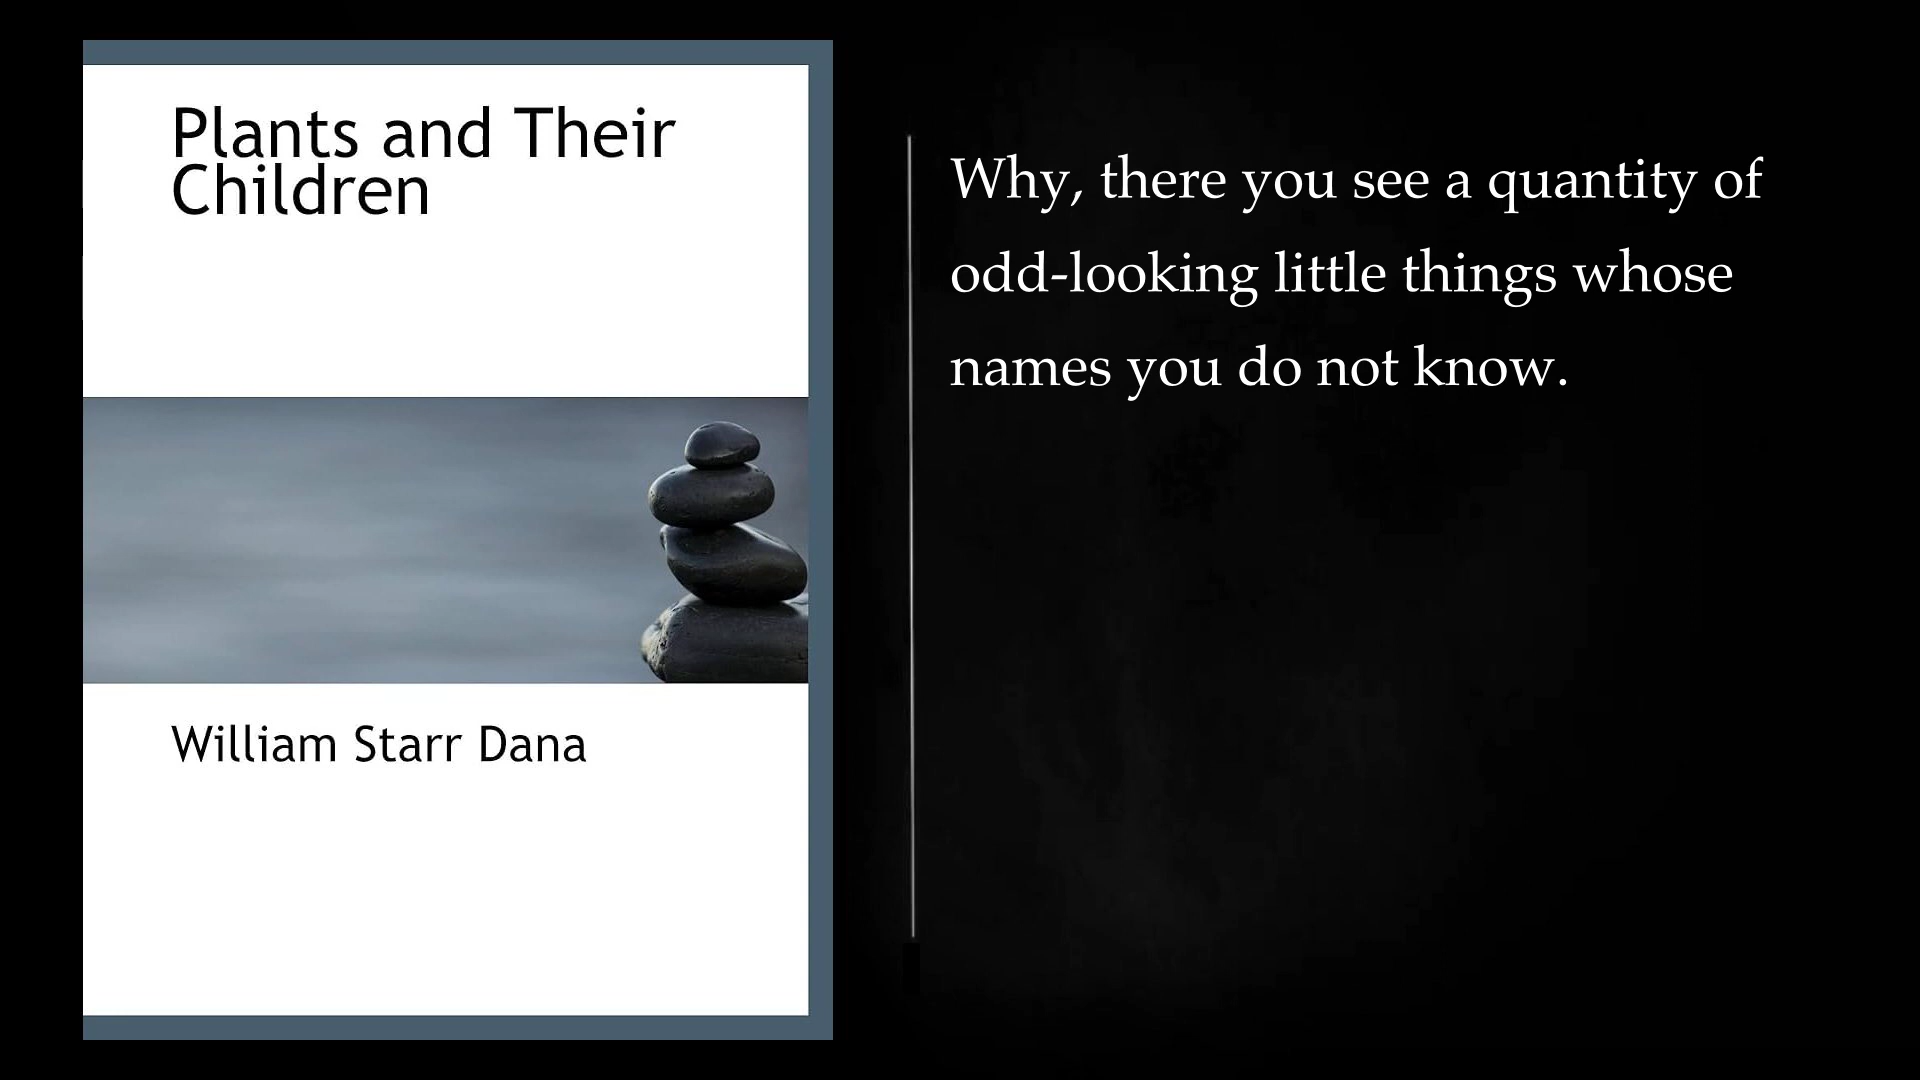 Plants and Their
Children
William Starr Dana
Why, there you see a quantity of
odd-looking little things whose
names you do not know.